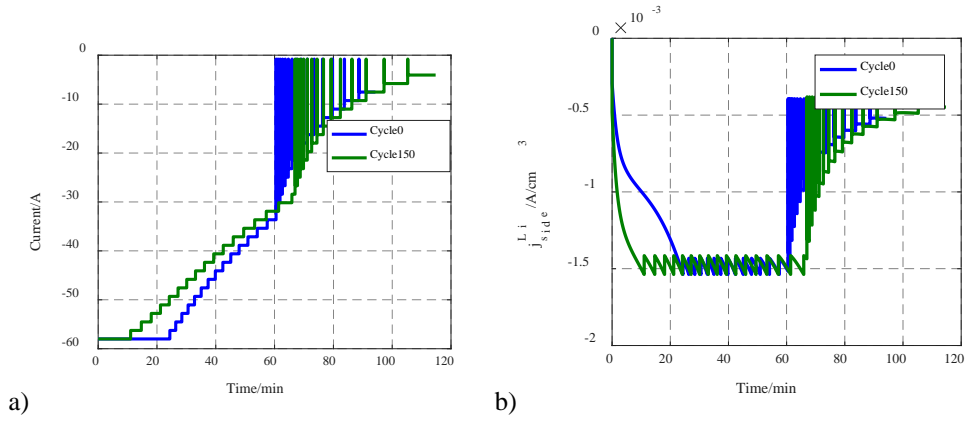 0
-10
-20
-30
-40
-50
-60
0 20 40 60 80 100 120
Current/A
Time/min
Cycle0
Cycle150
a)
0 × 10 -3
-0.5
-1
-1.5
-2
0 20 40 60 80 100 120
j Li side /A/cm 3
Time/min
Cycle0
Cycle150
b)